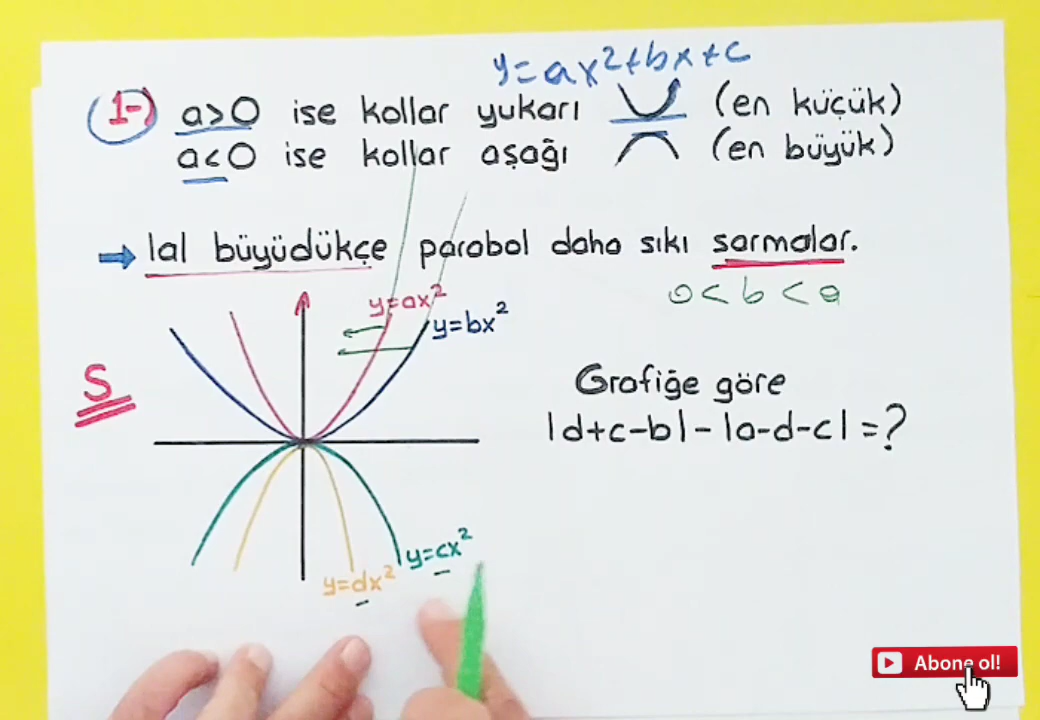 y=ax²+bx+c
1-) a>0 ise kollar yukarı (en küçük)
a<0 ise kollar aşağı (en büyük)
|a| büyüdükçe parabol daha sıkı sarmalar.
0<b<a
y=ax²
y=bx²
S
Grafiğe göre
|d+c-b|-|a-d-c|=?
y=cx²
y=dx²
Abone ol!